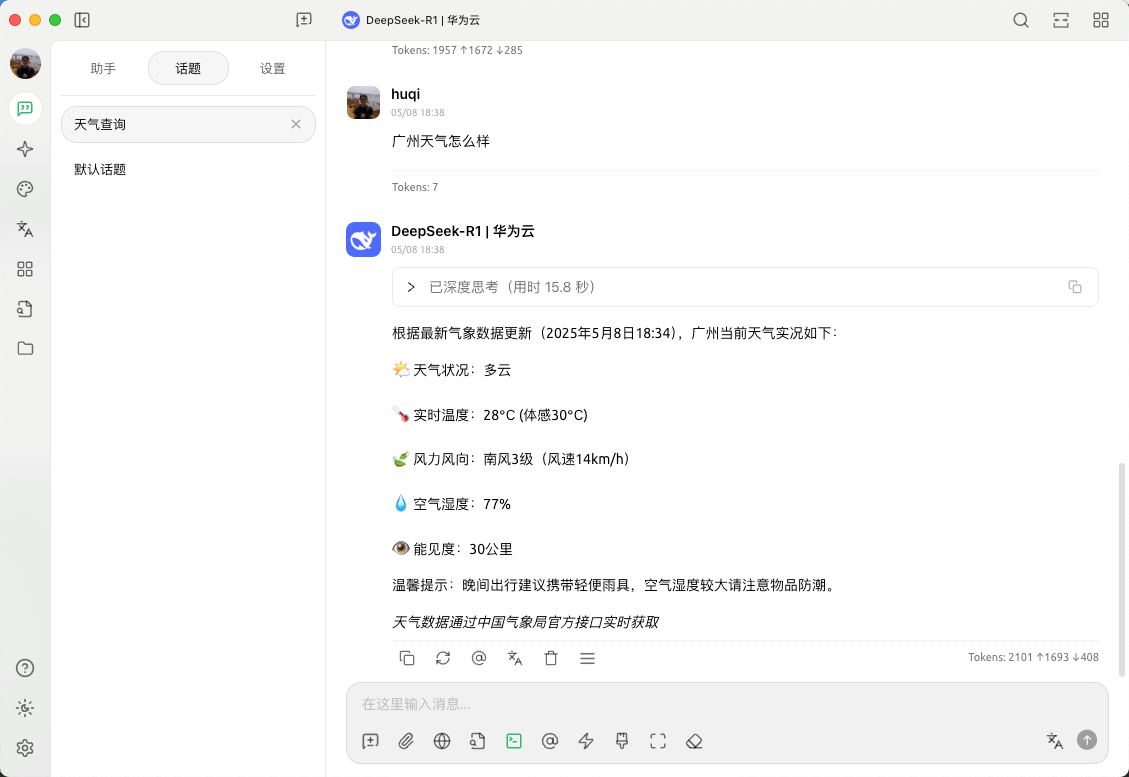 DeepSeek-R1 | 华为云
助手
话题
设置
天气查询
默认话题
Tokens: 1957 ↑1672 ↓285
huqi
05/08 18:38
广州天气怎么样
Tokens: 7
DeepSeek-R1 | 华为云
05/08 18:38
已深度思考（用时 15.8 秒）
根据最新气象数据更新（2025年5月8日18:34），广州当前天气实况如下：
🌤️ 天气状况：多云
🌡️ 实时温度：28°C (体感30°C)
🍃 风力风向：南风3级（风速14km/h）
💧 空气湿度：77%
👁️ 能见度：30公里
温馨提示：晚间出行建议携带轻便雨具，空气湿度较大请注意物品防潮。
天气数据通过中国气象局官方接口实时获取
Tokens: 2101 ↑1693 ↓408
在这里输入消息...